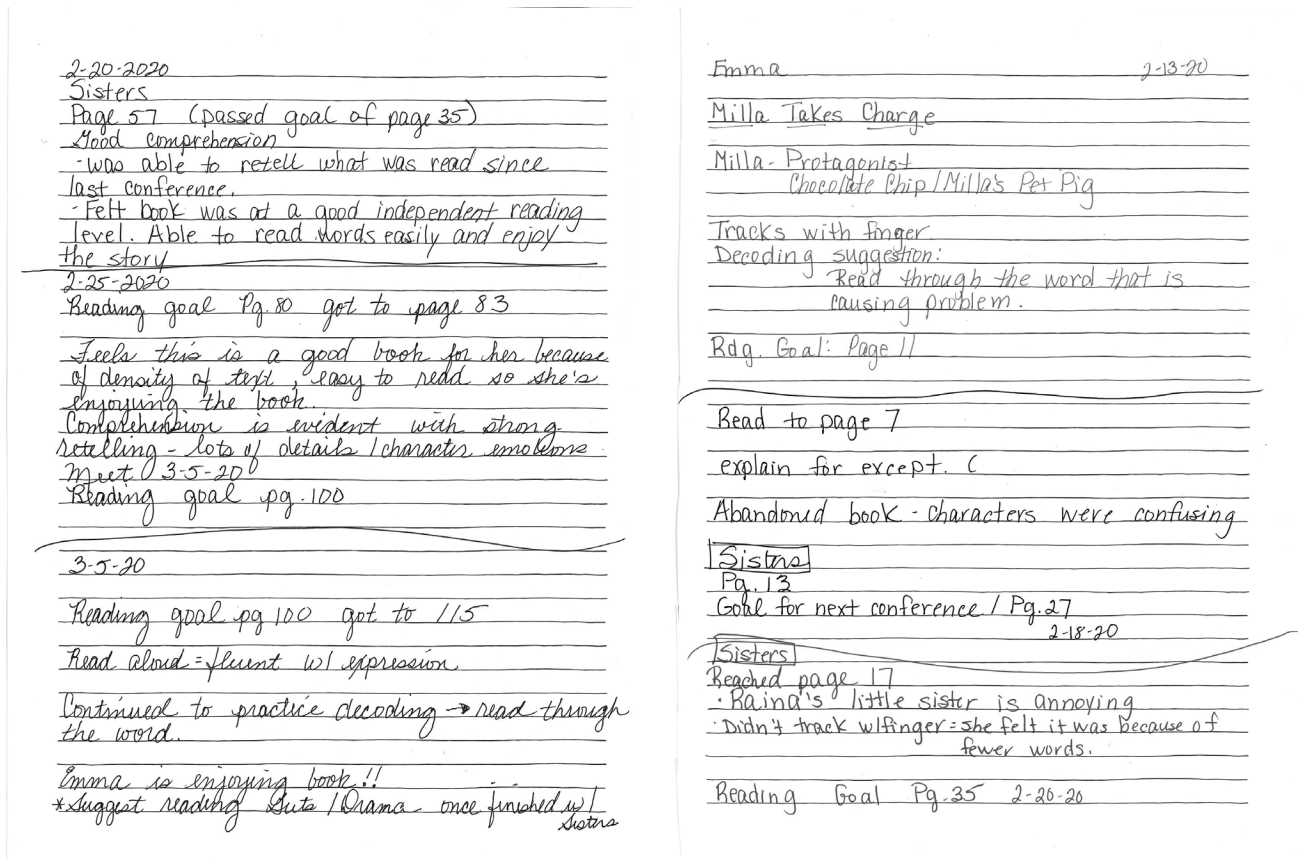 2-20-2020
Sisters
Page 57 (passed goal of page 35)
Good comprehension
-was able to retell what was read since
last conference.
-Felt book was at a good independent reading
level. Able to read words easily and enjoy
the story
2-25-2020
Reading goal Pg. 80 got to page 83
Feels this is a good book for her because
of density of text, easy to read so she's
enjoying the book.
Comprehension is evident with strong
retelling - lots of details / character emotions.
Meet 3-5-20
Reading goal pg. 100
3-5-20
Reading goal pg 100 got to 115
Read aloud = fluent w/ expression
Continued to practice decoding → read through
the word.
Emma is enjoying book!!
*Suggest reading Guts / Drama once finished w/
Sisters
Emma 2-13-20
Milla Takes Charge
Milla - Protagonist
Chocolate Chip / Milla's Pet Pig
Tracks with finger
Decoding suggestion:
Read through the word that is
causing problem.
Rdg. Goal: Page 11
Read to page 7
explain for except. (
Abandoned book - characters were confusing
Sisters
Pg. 13
Goal for next conference / Pg. 27
2-18-20
Sisters
Reached page 17
· Raina's little sister is annoying
· Didn't track w/finger = she felt it was because of
fewer words.
Reading Goal Pg. 35 2-20-20